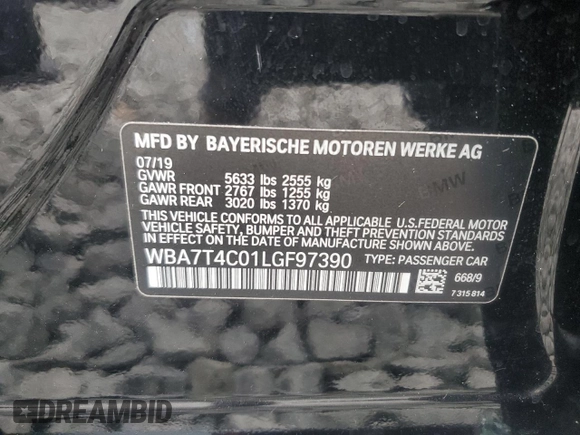 MFD BY BAYERISCHE MOTOREN WERKE AG
07/19
GVWR 5633 lbs 2555 kg
GAWR FRONT 2767 lbs 1255 kg
GAWR REAR 3020 lbs 1370 kg
THIS VEHICLE CONFORMS TO ALL APPLICABLE U.S.FEDERAL MOTOR
VEHICLE SAFETY, BUMPER, AND THEFT PREVENTION STANDARDS
IN EFFECT ON THE DATE OF MANUFACTURE SHOWN ABOVE.
WBA7T4C01LGF97390 TYPE: PASSENGER CAR
668/9
7 315 814
BMW
DREAMBID